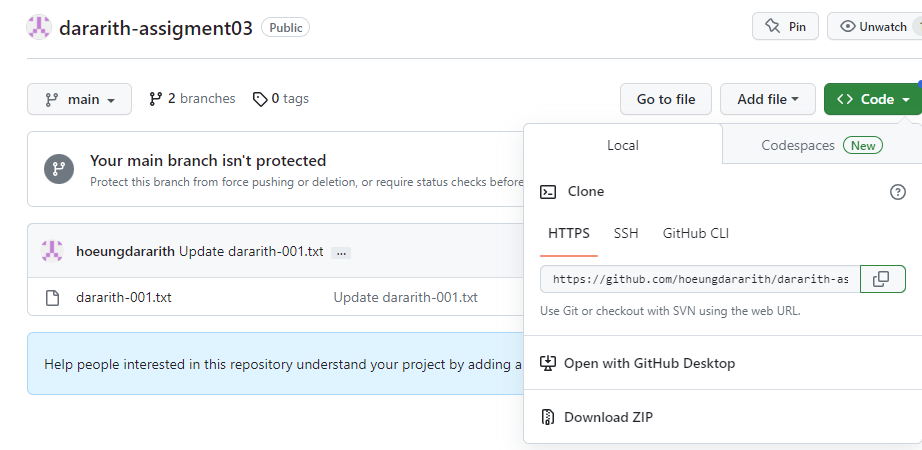 dararith-assigment03 Public
Pin
Unwatch
main
2 branches
0 tags
Go to file
Add file
<> Code
Your main branch isn't protected
Protect this branch from force pushing or deletion, or require status checks before
hoeungdararith Update dararith-001.txt ...
dararith-001.txt
Update dararith-001.txt
Help people interested in this repository understand your project by adding a
Local
Codespaces New
Clone
HTTPS
SSH
GitHub CLI
https://github.com/hoeungdararith/dararith-as
Use Git or checkout with SVN using the web URL.
Open with GitHub Desktop
Download ZIP